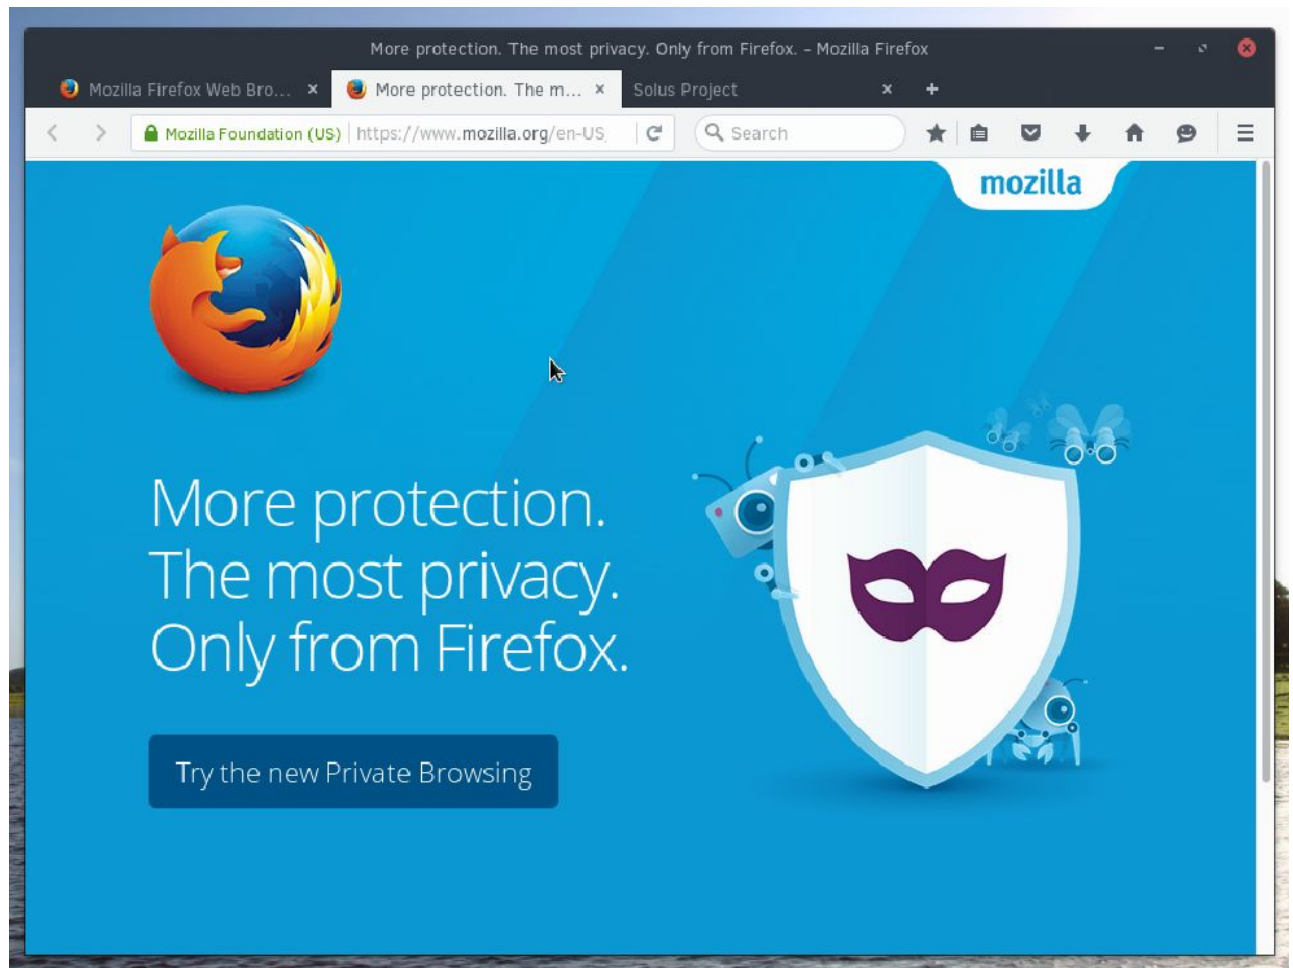 More protection. The most privacy. Only from Firefox. - Mozilla Firefox
Mozilla Firefox Web Bro...
More protection. The m...
Solus Project
Mozilla Foundation (US)
https://www.mozilla.org/en-US
Search
mozilla
More protection.
The most privacy.
Only from Firefox.
Try the new Private Browsing